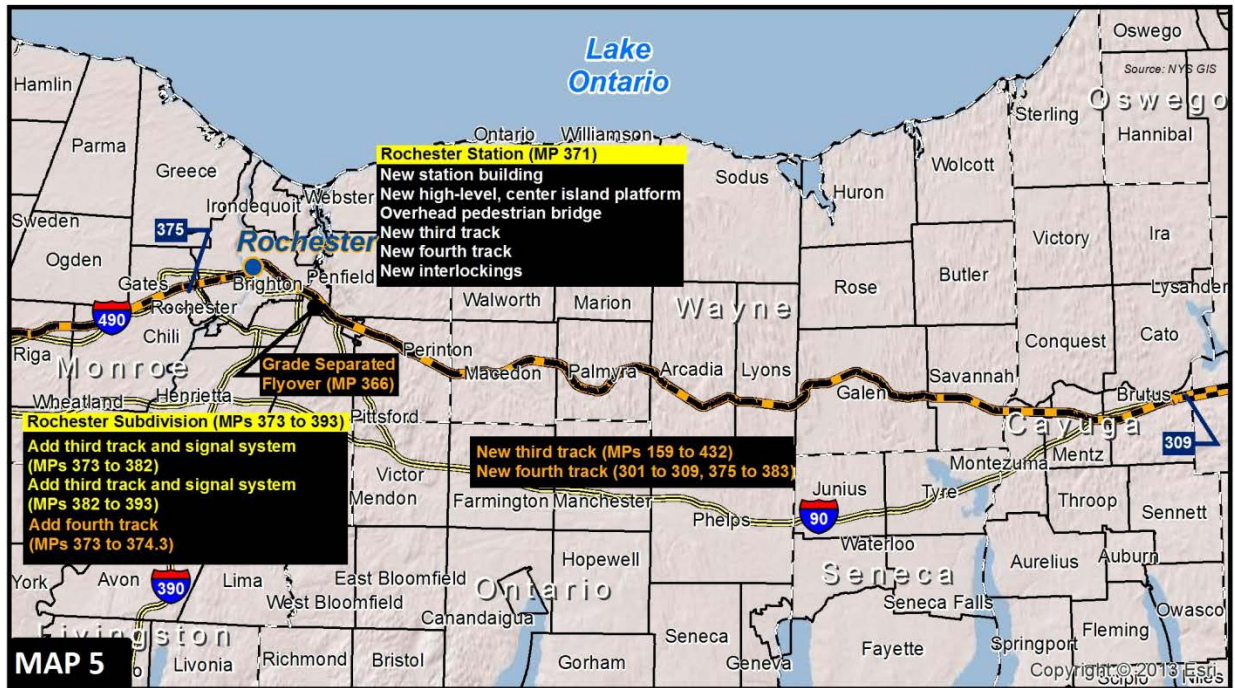 Lake
Ontario
Oswego
Source: NYS GIS
Oswego
Hamlin
Sterling
Hannibal
Parma
Ontario
Williamson
Greece
Rochester Station (MP 371)
New station building
New high-level, center island platform
Overhead pedestrian bridge
New third track
New fourth track
New interlockings
Sodus
Huron
Wolcott
Irondequoit
Webster
Sweden
375
Rochester
Victory
Ira
Ogden
Gates
Brighton
Penfield
Walworth
Marion
Wayne
Rose
Butler
Lysander
490
Rochester
Chili
Riga
Monroe
Grade Separated
Flyover (MP 366)
Perinton
Macedon
Palmyra
Arcadia
Lyons
Galen
Savannah
Conquest
Cato
Brutus
Wheatland
Henrietta
Pittsford
Cayuga
309
Rochester Subdivision (MPs 373 to 393)
Add third track and signal system
(MPs 373 to 382)
Add third track and signal system
(MPs 382 to 393)
Add fourth track
(MPs 373 to 374.3)
New third track (MPs 159 to 432)
New fourth track (301 to 309, 375 to 383)
Montezuma
Mentz
Victor
Mendon
Farmington
Manchester
Phelps
Junius
90
Tyre
Throop
Sennett
Waterloo
Hopewell
Aurelius
Auburn
York
Avon
390
Lima
East Bloomfield
West Bloomfield
Canandaigua
Ontario
Seneca
Seneca Falls
Owasco
Livingston
Livonia
Richmond
Bristol
Gorham
Seneca
Geneva
Fayette
Springport
Fleming
Scipio
Niles
Copyright:© 2013 Esri
MAP 5